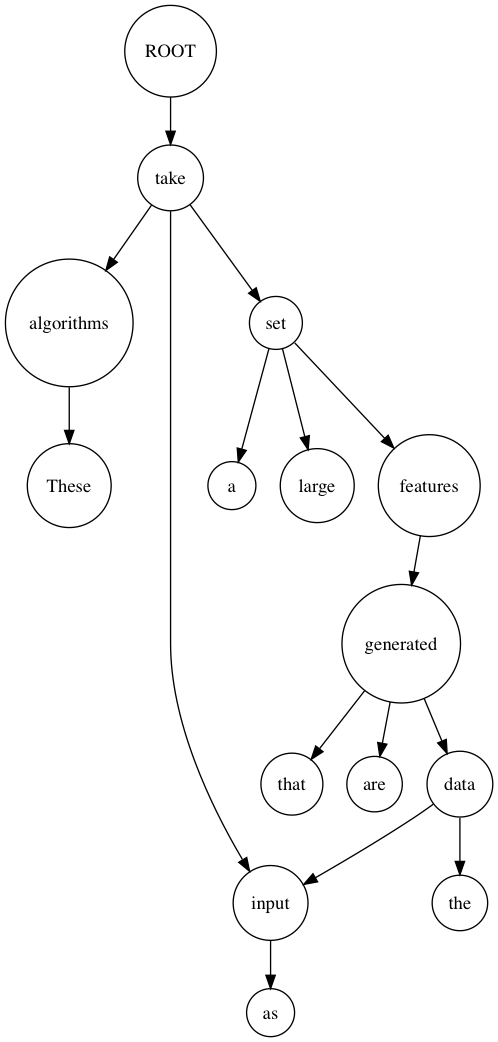 ROOT
take
algorithms
set
These
a
large
features
generated
that
are
data
input
the
as